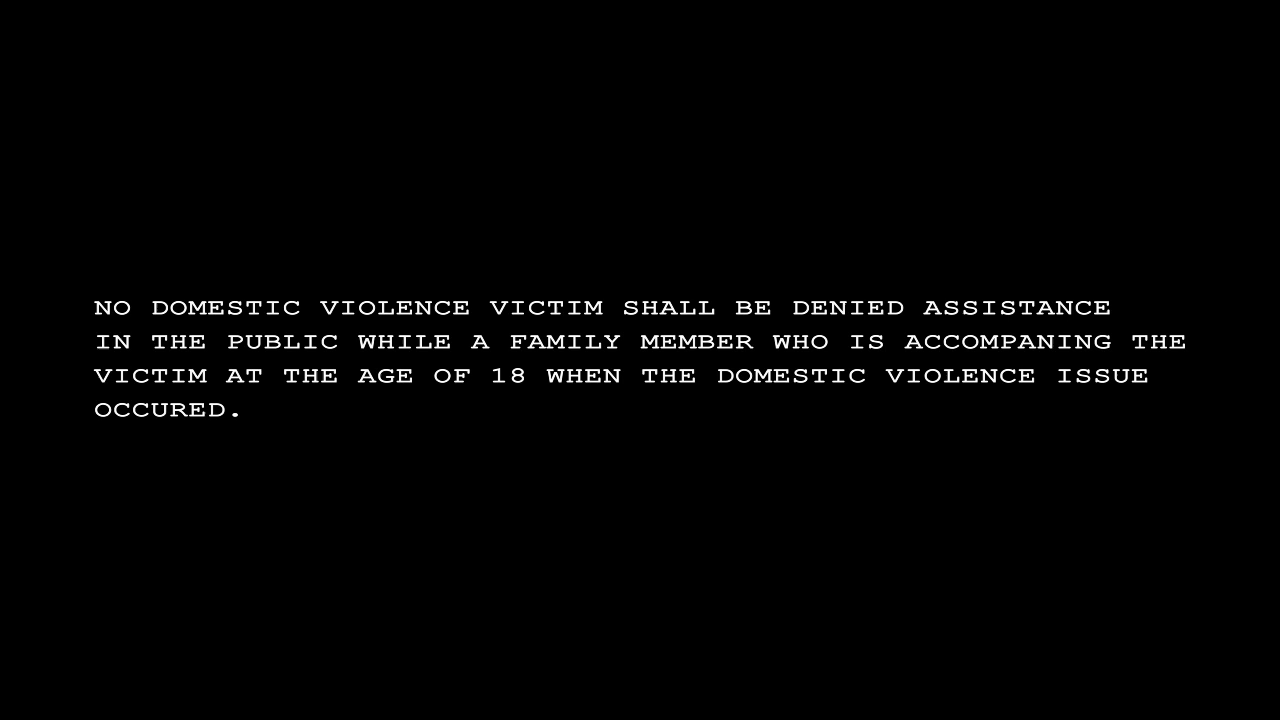 NO DOMESTIC VIOLENCE VICTIM SHALL BE DENIED ASSISTANCE
IN THE PUBLIC WHILE A FAMILY MEMBER WHO IS ACCOMPANING THE
VICTIM AT THE AGE OF 18 WHEN THE DOMESTIC VIOLENCE ISSUE
OCCURED.